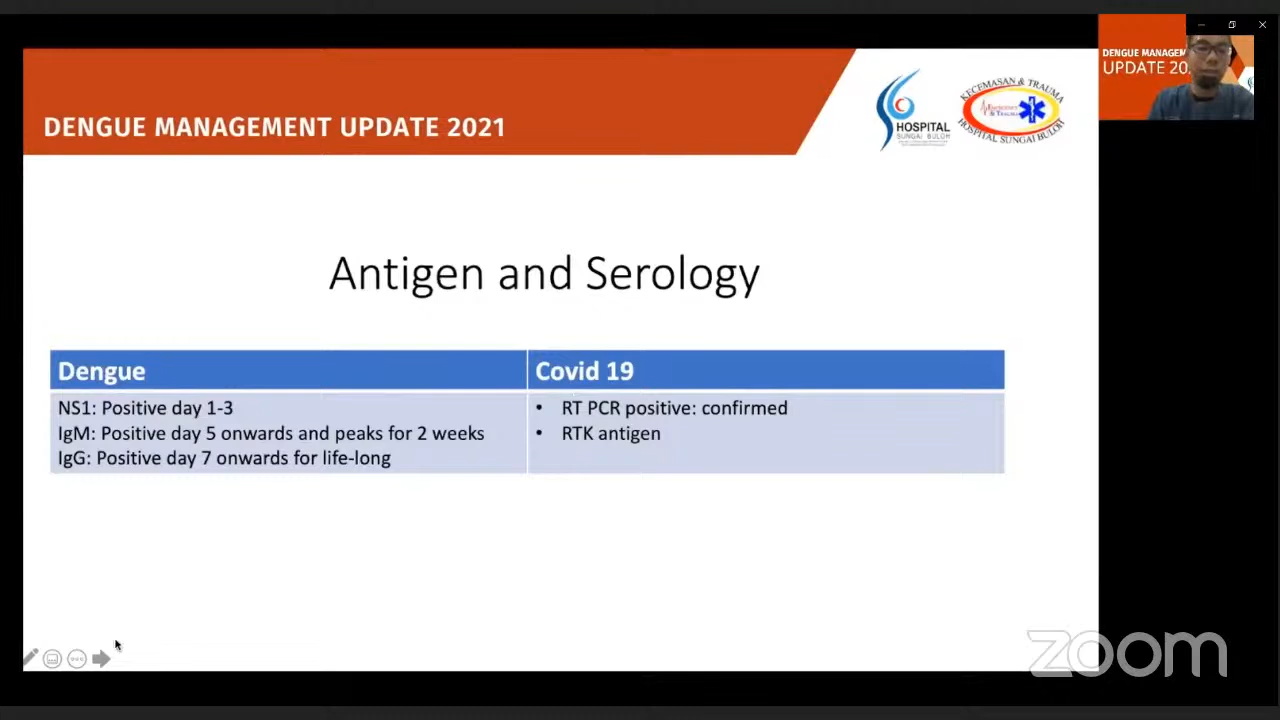 DENGUE MANAGEMENT UPDATE 2021
HOSPITAL
SUNGAI BULOH
KECEMASAN & TRAUMA
Emergency
& Trauma
HOSPITAL SUNGAI BULOH
DENGUE MANAGEM
UPDATE 20
Antigen and Serology
Dengue
Covid 19
NS1: Positive day 1-3
IgM: Positive day 5 onwards and peaks for 2 weeks
IgG: Positive day 7 onwards for life-long
• RT PCR positive: confirmed
• RTK antigen
zoom